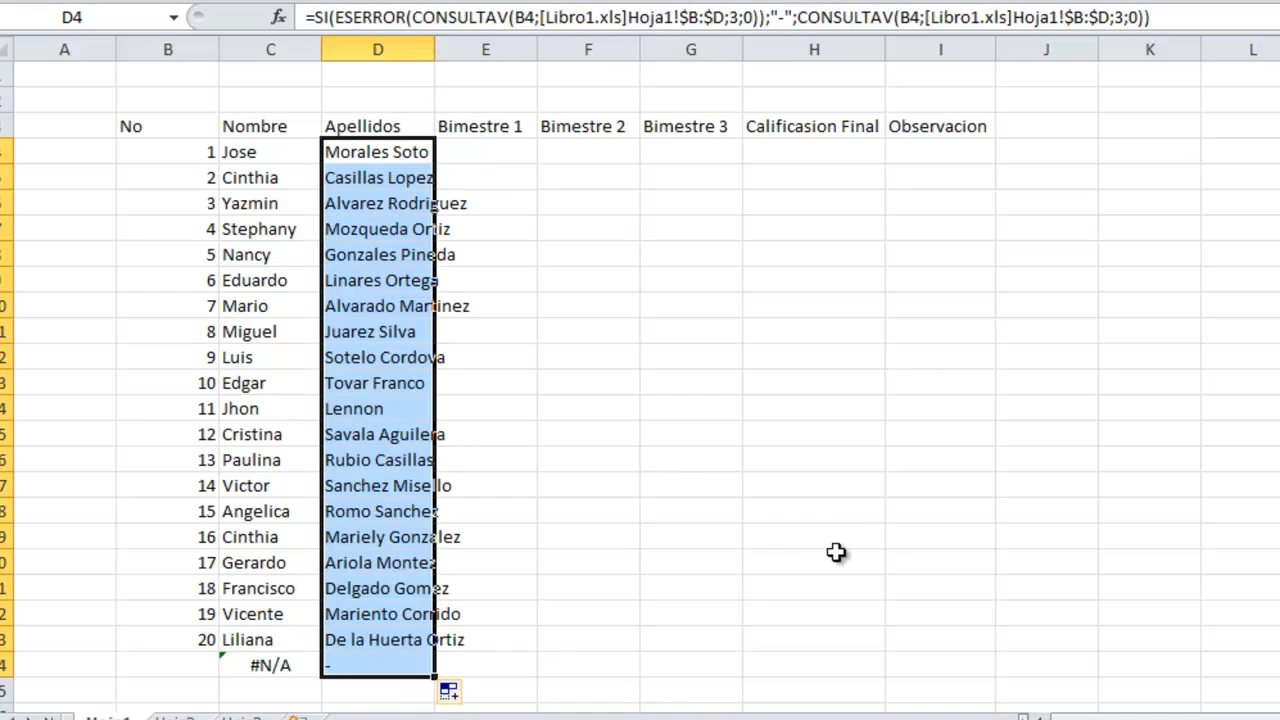 D4 fx =SI(ESERROR(CONSULTAV(B4;[Libro1.xls]Hoja1!$B:$D;3;0));"-";CONSULTAV(B4;[Libro1.xls]Hoja1!$B:$D;3;0))
A B C D E F G H I J K L
No Nombre Apellidos Bimestre 1 Bimestre 2 Bimestre 3 Calificasion Final Observacion
1 Jose Morales Soto
2 Cinthia Casillas Lopez
3 Yazmin Alvarez Rodriguez
4 Stephany Mozqueda Ortiz
5 Nancy Gonzales Pineda
6 Eduardo Linares Ortega
7 Mario Alvarado Martinez
8 Miguel Juarez Silva
9 Luis Sotelo Cordova
10 Edgar Tovar Franco
11 Jhon Lennon
12 Cristina Savala Aguilera
13 Paulina Rubio Casillas
14 Victor Sanchez
15 Angelica Romo Sanchez
16 Cinthia Mariely Gonzalez
17 Gerardo Ariola Montez
18 Francisco Delgado Gomez
19 Vicente Mariento Corrido
20 Liliana De la Huerta Ortiz
#N/A -